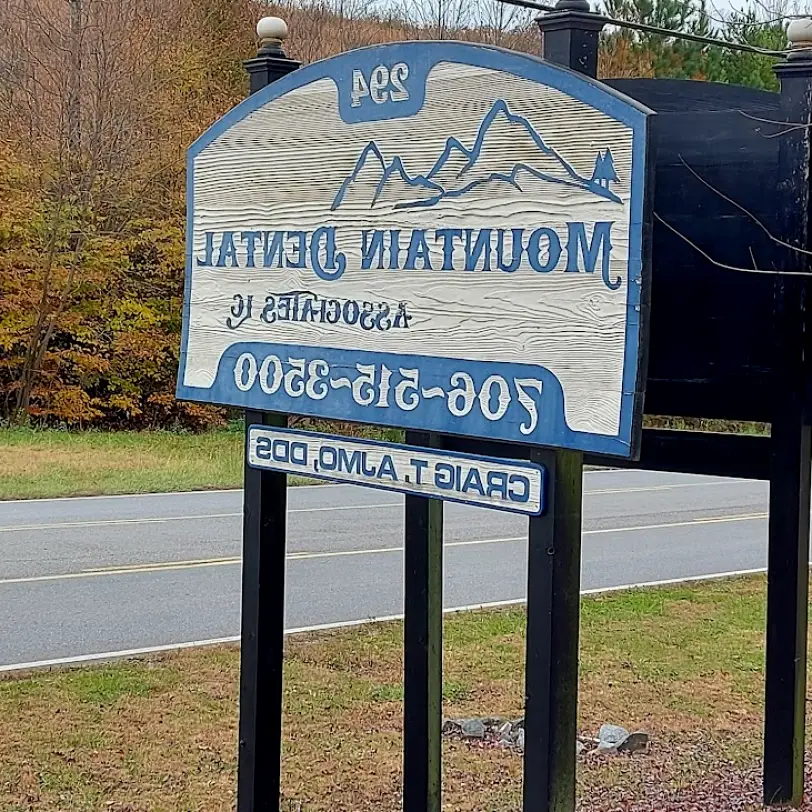 294
MOUNTAIN DENTAL
ASSOCIATES
706~515~3500
CRAIG T. AJMO, DDS